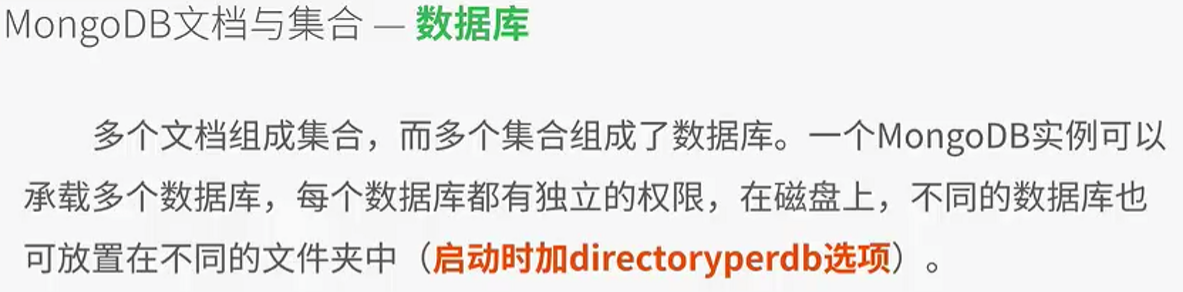 MongoDB文档与集合 — 数据库
多个文档组成集合，而多个集合组成了数据库。一个MongoDB实例可以
承载多个数据库，每个数据库都有独立的权限，在磁盘上，不同的数据库也
可放置在不同的文件夹中（启动时加directoryperdb选项）。